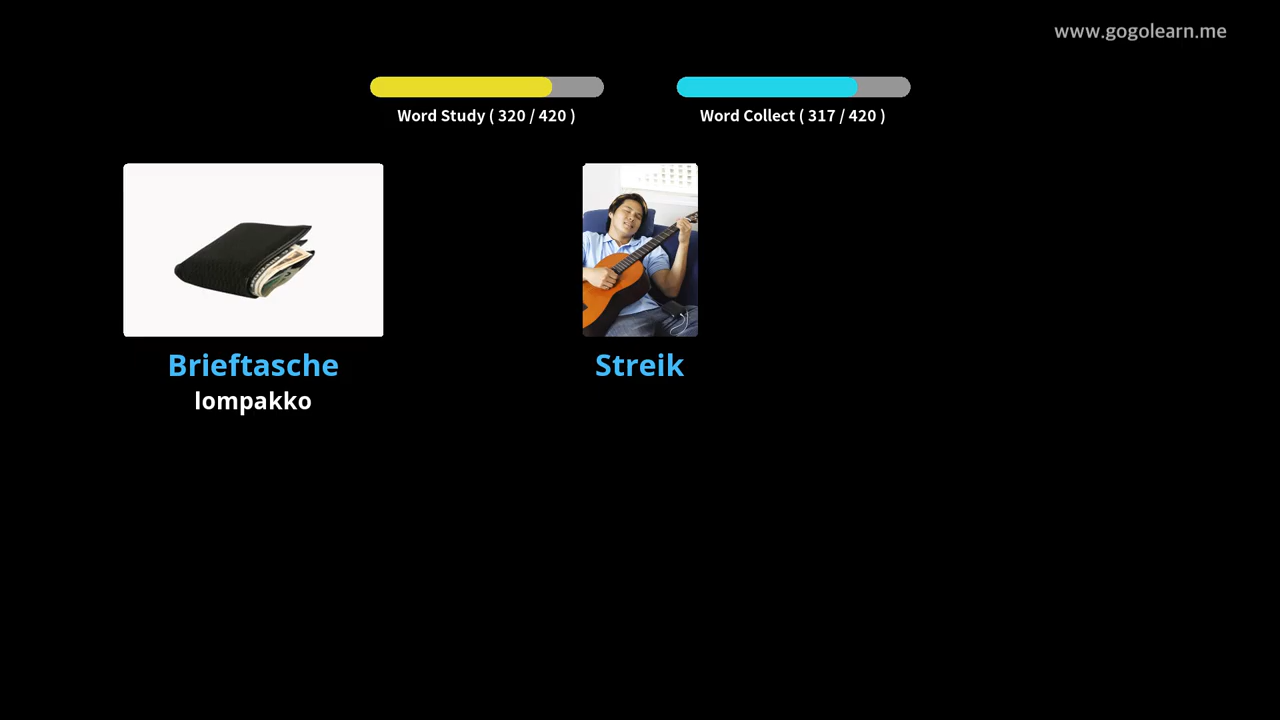 www.gogolearn.me
Word Study ( 320 / 420 )
Word Collect ( 317 / 420 )
Brieftasche
lompakko
Streik